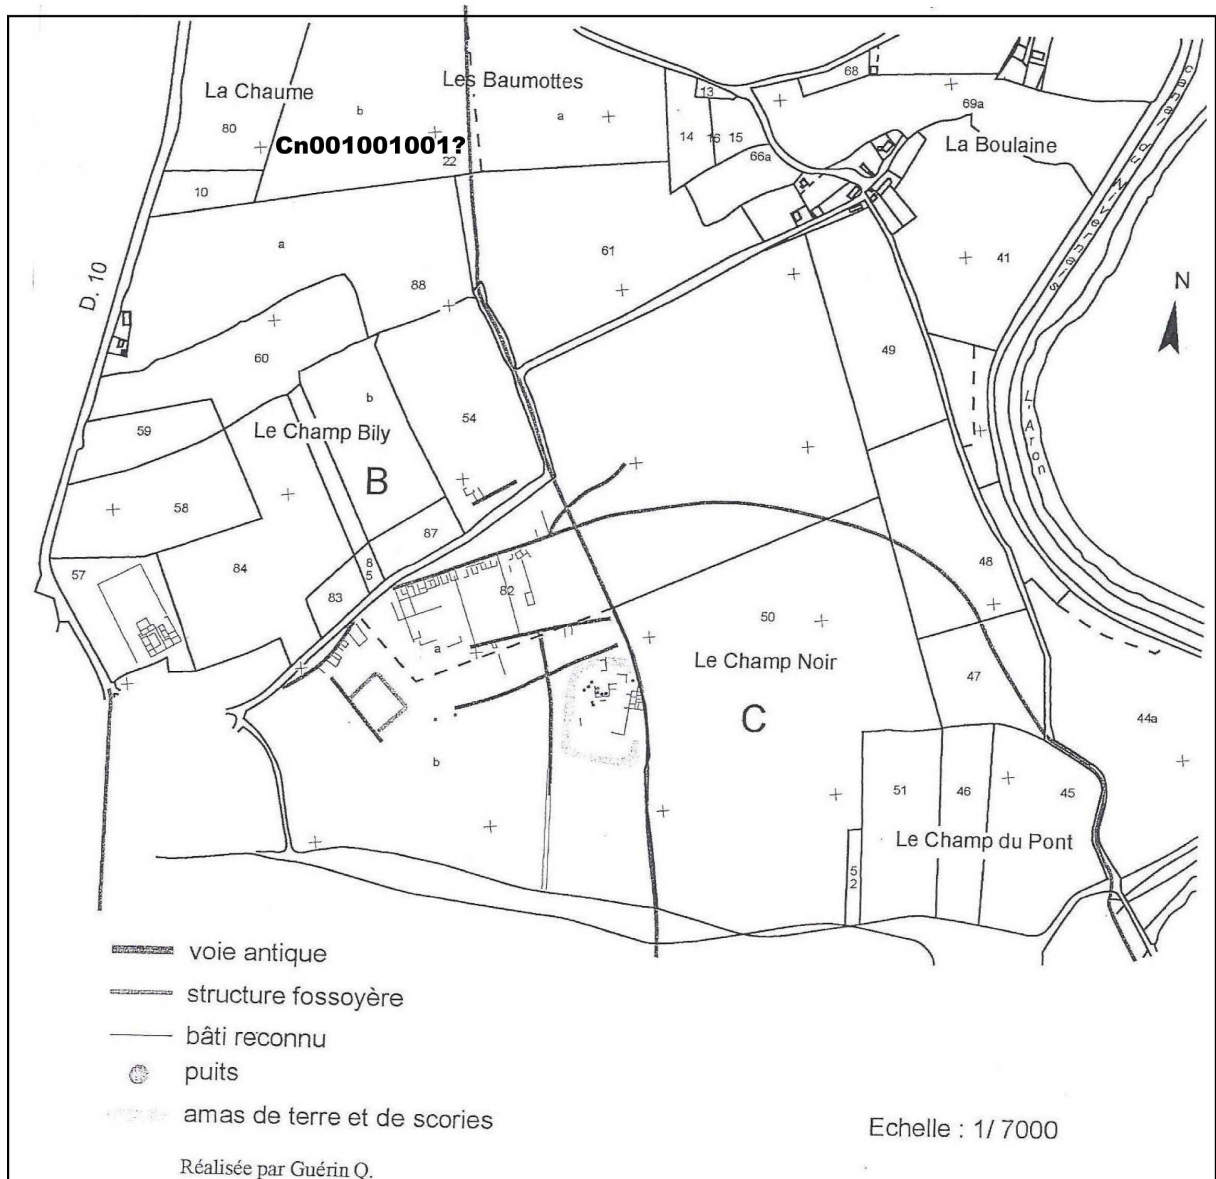 La Chaume
Les Baumottes
b
a
80
Cn001001001?
22
10
13
14
16
15
66a
68
69a
La Boulaine
canal du Nivernais
a
61
41
N
D. 10
88
60
49
L'Aron
59
Le Champ Bily
b
54
B
58
87
57
84
8
5
83
82
48
a
50
Le Champ Noir
47
C
44a
b
51
46
45
Le Champ du Pont
5
2
voie antique
structure fossoyère
bâti reconnu
puits
amas de terre et de scories
Echelle : 1/ 7000
Réalisée par Guérin Q.